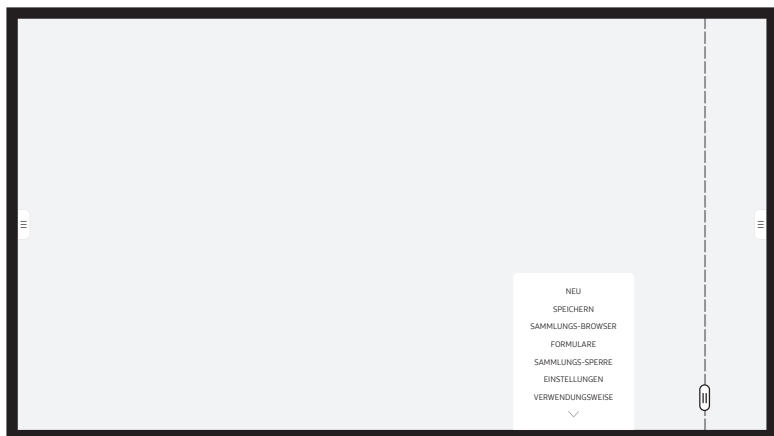 NEU
SPEICHERN
SAMMLUNGS-BROWSER
FORMULARE
SAMMLUNGS-SPERRE
EINSTELLUNGEN
VERWENDUNGSWEISE